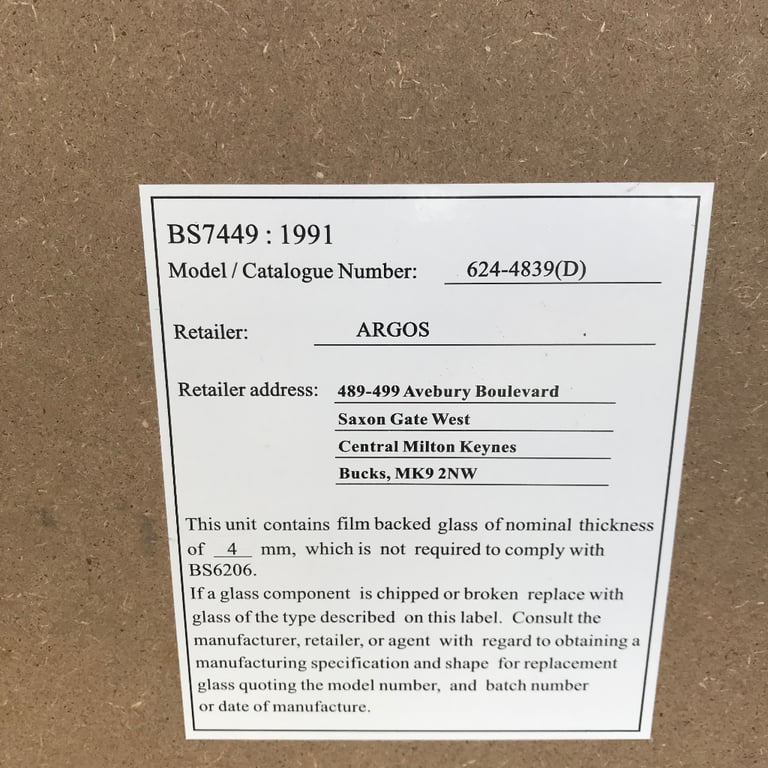 BS7449 : 1991
Model / Catalogue Number: 624-4839(D)
Retailer: ARGOS
Retailer address: 489-499 Avebury Boulevard
Saxon Gate West
Central Milton Keynes
Bucks, MK9 2NW
This unit contains film backed glass of nominal thickness
of 4 mm, which is not required to comply with
BS6206.
If a glass component is chipped or broken replace with
glass of the type described on this label. Consult the
manufacturer, retailer, or agent with regard to obtaining a
manufacturing specification and shape for replacement
glass quoting the model number, and batch number
or date of manufacture.